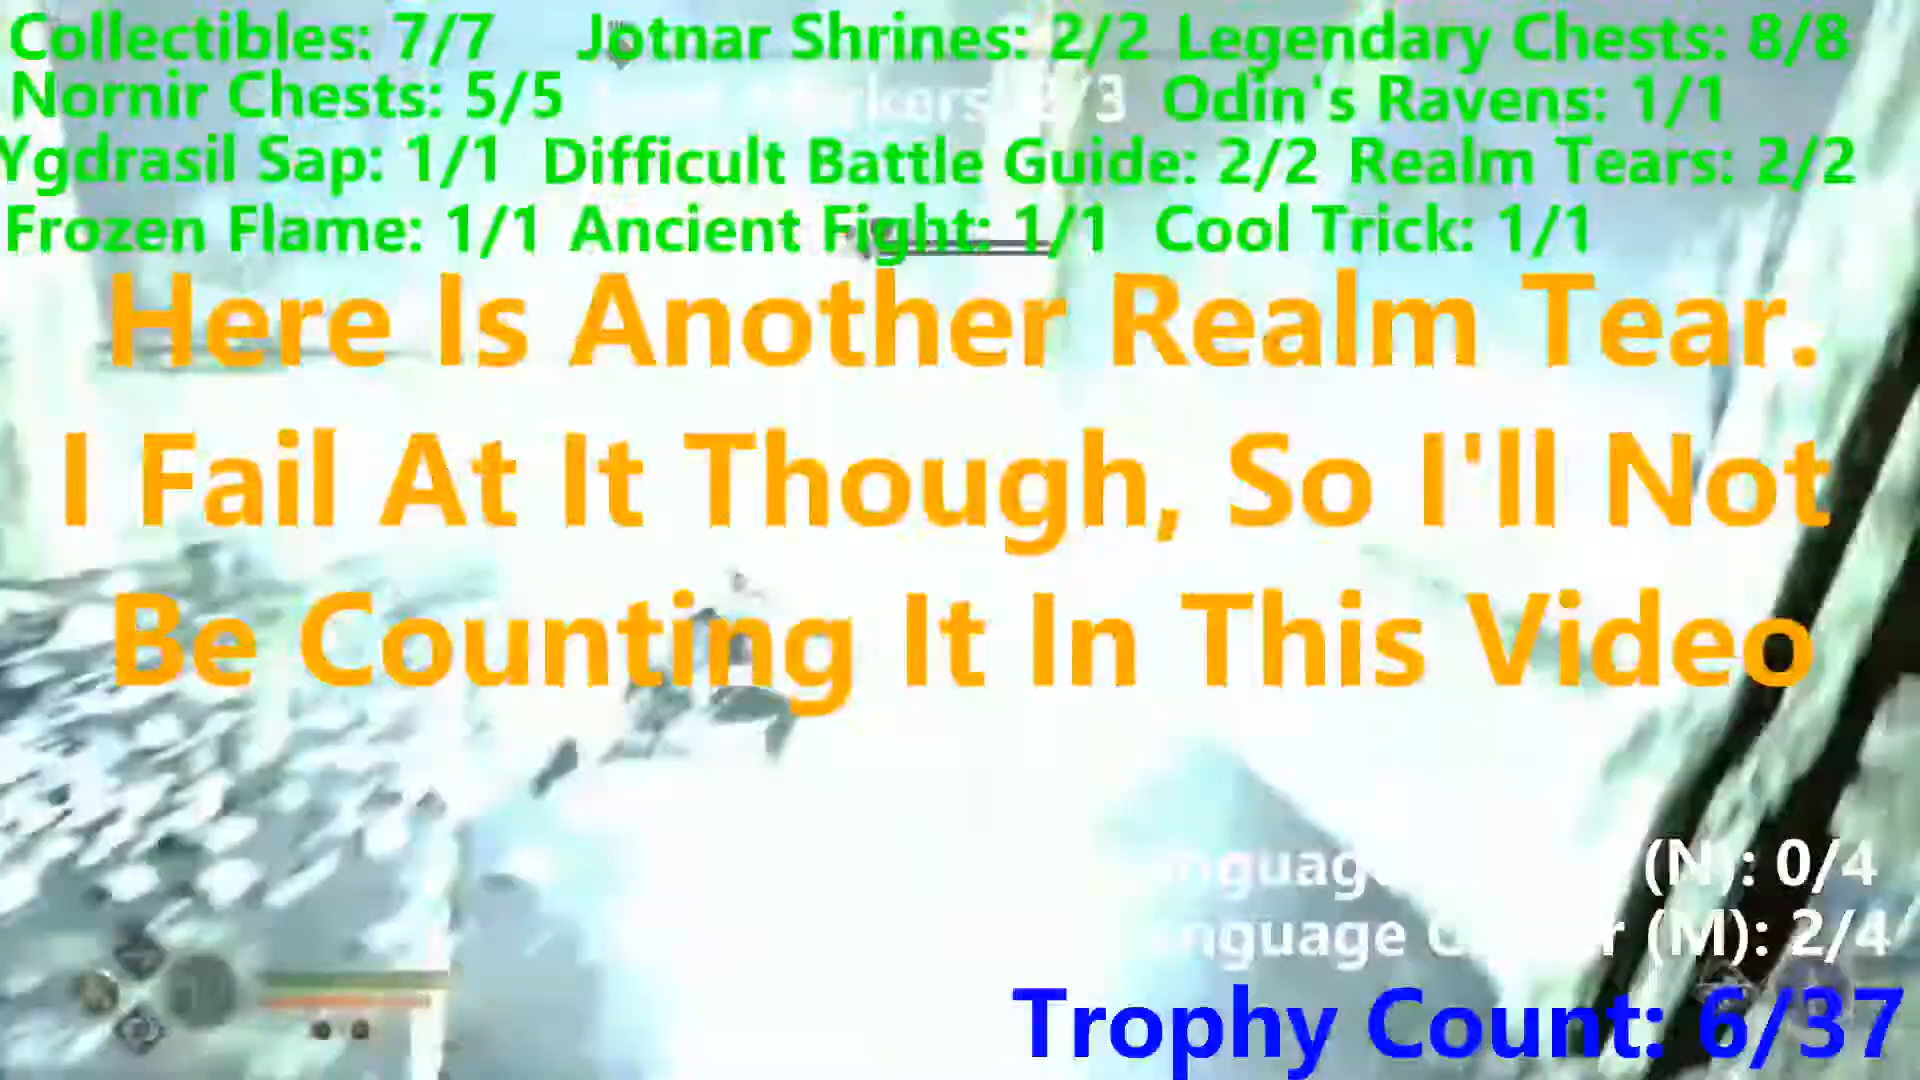 Collectibles: 7/7 Jotnar Shrines: 2/2 Legendary Chests: 8/8
Nornir Chests: 5/5 /3 Odin's Ravens: 1/1
Ygdrasil Sap: 1/1 Difficult Battle Guide: 2/2 Realm Tears: 2/2
Frozen Flame: 1/1 Ancient Fight: 1/1 Cool Trick: 1/1
Here Is Another Realm Tear.
I Fail At It Though, So I'll Not
Be Counting It In This Video
(N): 0/4
(M): 2/4
Trophy Count: 6/37